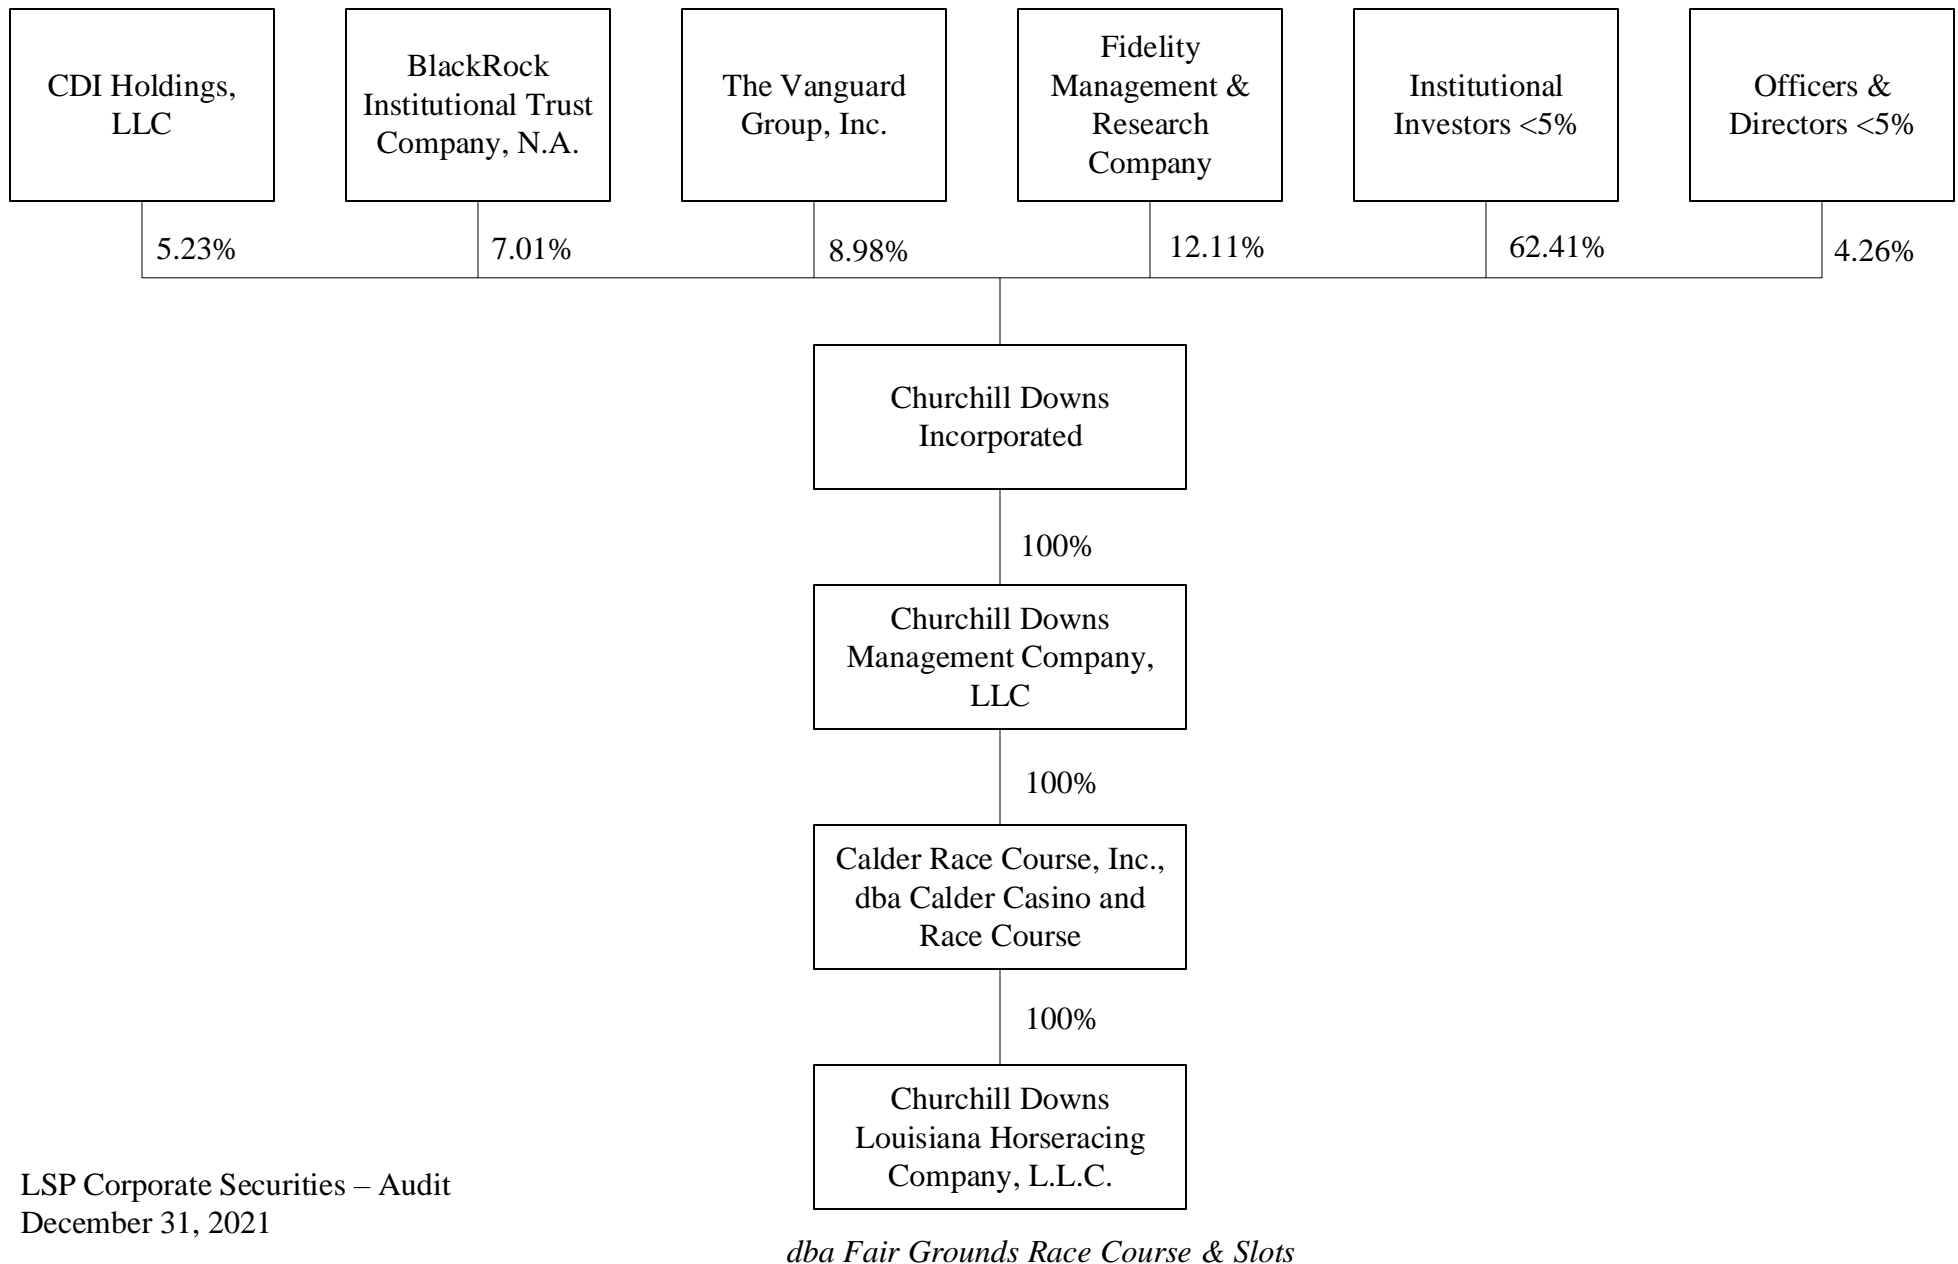 CDI Holdings,
LLC
BlackRock
Institutional Trust
Company, N.A.
The Vanguard
Group, Inc.
Fidelity
Management &
Research
Company
Institutional
Investors <5%
Officers &
Directors <5%
5.23%
7.01%
8.98%
12.11%
62.41%
4.26%
Churchill Downs
Incorporated
100%
Churchill Downs
Management Company,
LLC
100%
Calder Race Course, Inc.,
dba Calder Casino and
Race Course
100%
Churchill Downs
Louisiana Horseracing
Company, L.L.C.
dba Fair Grounds Race Course & Slots
LSP Corporate Securities – Audit
December 31, 2021